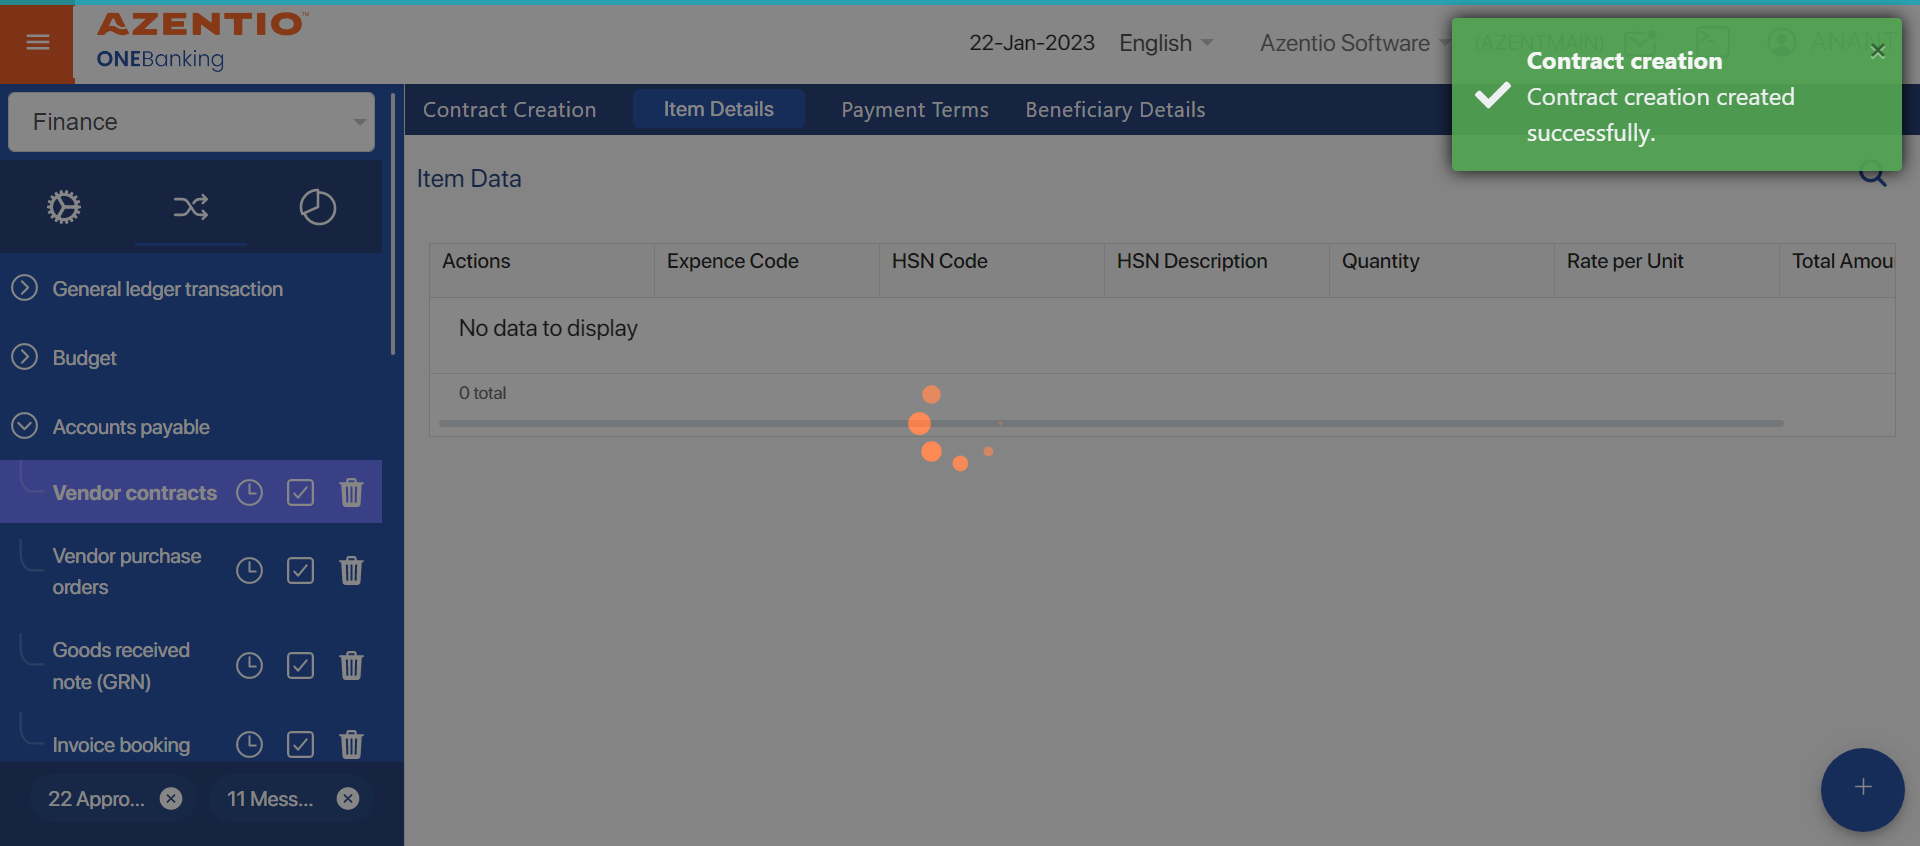 AZENTIO™
ONEBanking
22-Jan-2023
English
Azentio Software
(AZENTMAIN)
Contract creation
Contract creation created
successfully.
Finance
Contract Creation
Item Details
Payment Terms
Beneficiary Details
Item Data
Actions
Expence Code
HSN Code
HSN Description
Quantity
Rate per Unit
Total Amou
No data to display
0 total
General ledger transaction
Budget
Accounts payable
Vendor contracts
Vendor purchase
orders
Goods received
note (GRN)
Invoice booking
22 Appro...
11 Mess...